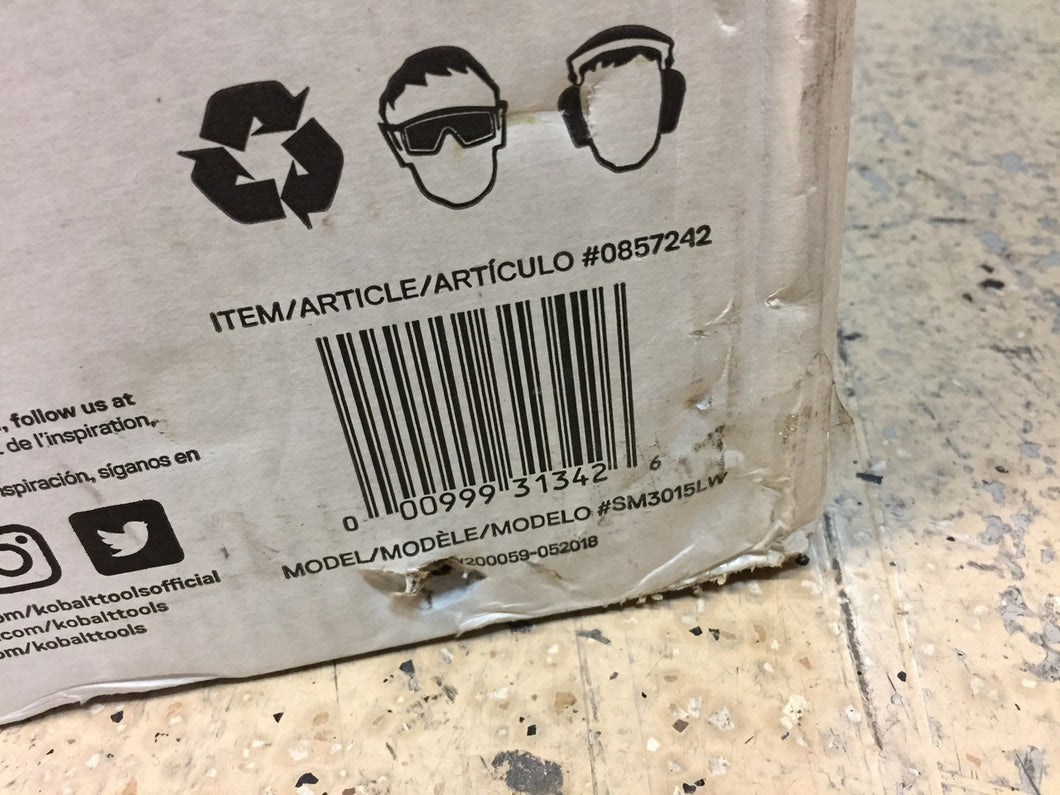 ITEM/ARTICLE/ARTÍCULO #0857242
0 00999 31342 6
MODEL/MODÈLE/MODELO #SM3015LW
200059-052018
, follow us at
de l'inspiration,
spiración, síganos en
om/kobalttoolsofficial
.com/kobalttools
om/kobalttools